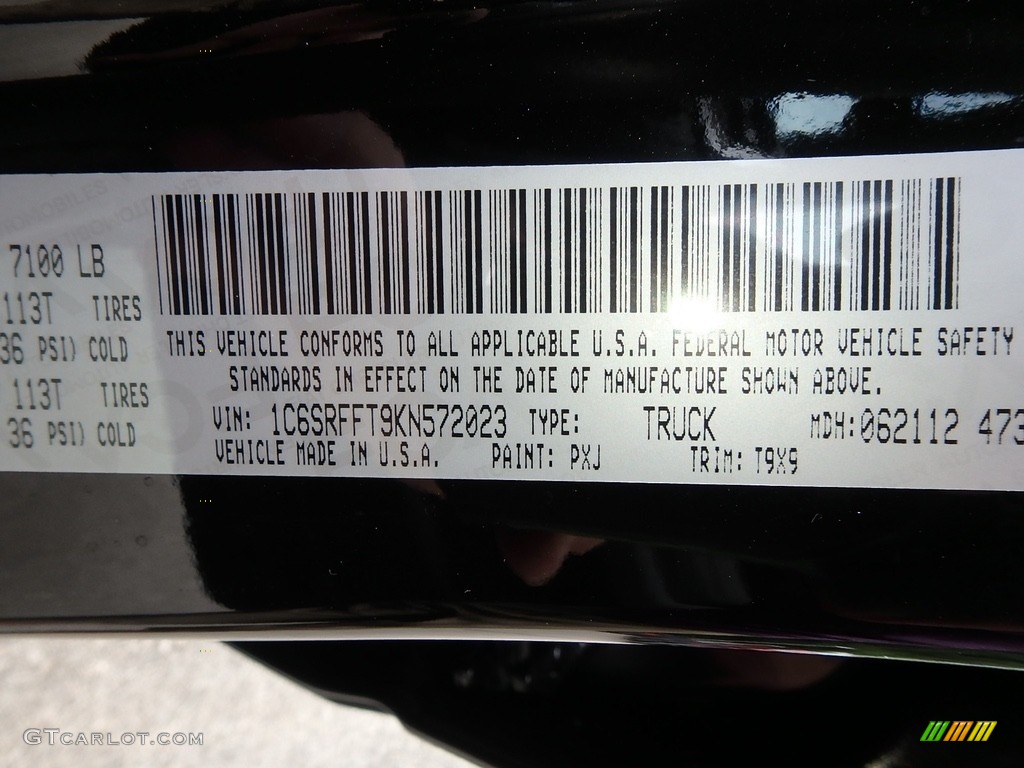 7100 LB
113T TIRES
36 PSI) COLD
113T TIRES
36 PSI) COLD
THIS VEHICLE CONFORMS TO ALL APPLICABLE U.S.A. FEDERAL MOTOR VEHICLE SAFETY
STANDARDS IN EFFECT ON THE DATE OF MANUFACTURE SHOWN ABOVE.
VIN: 1C6SRFFT9KN572023 TYPE: TRUCK MDH:062112 473
VEHICLE MADE IN U.S.A. PAINT: PXJ TRIM: T9X9
GTCARLOT.COM